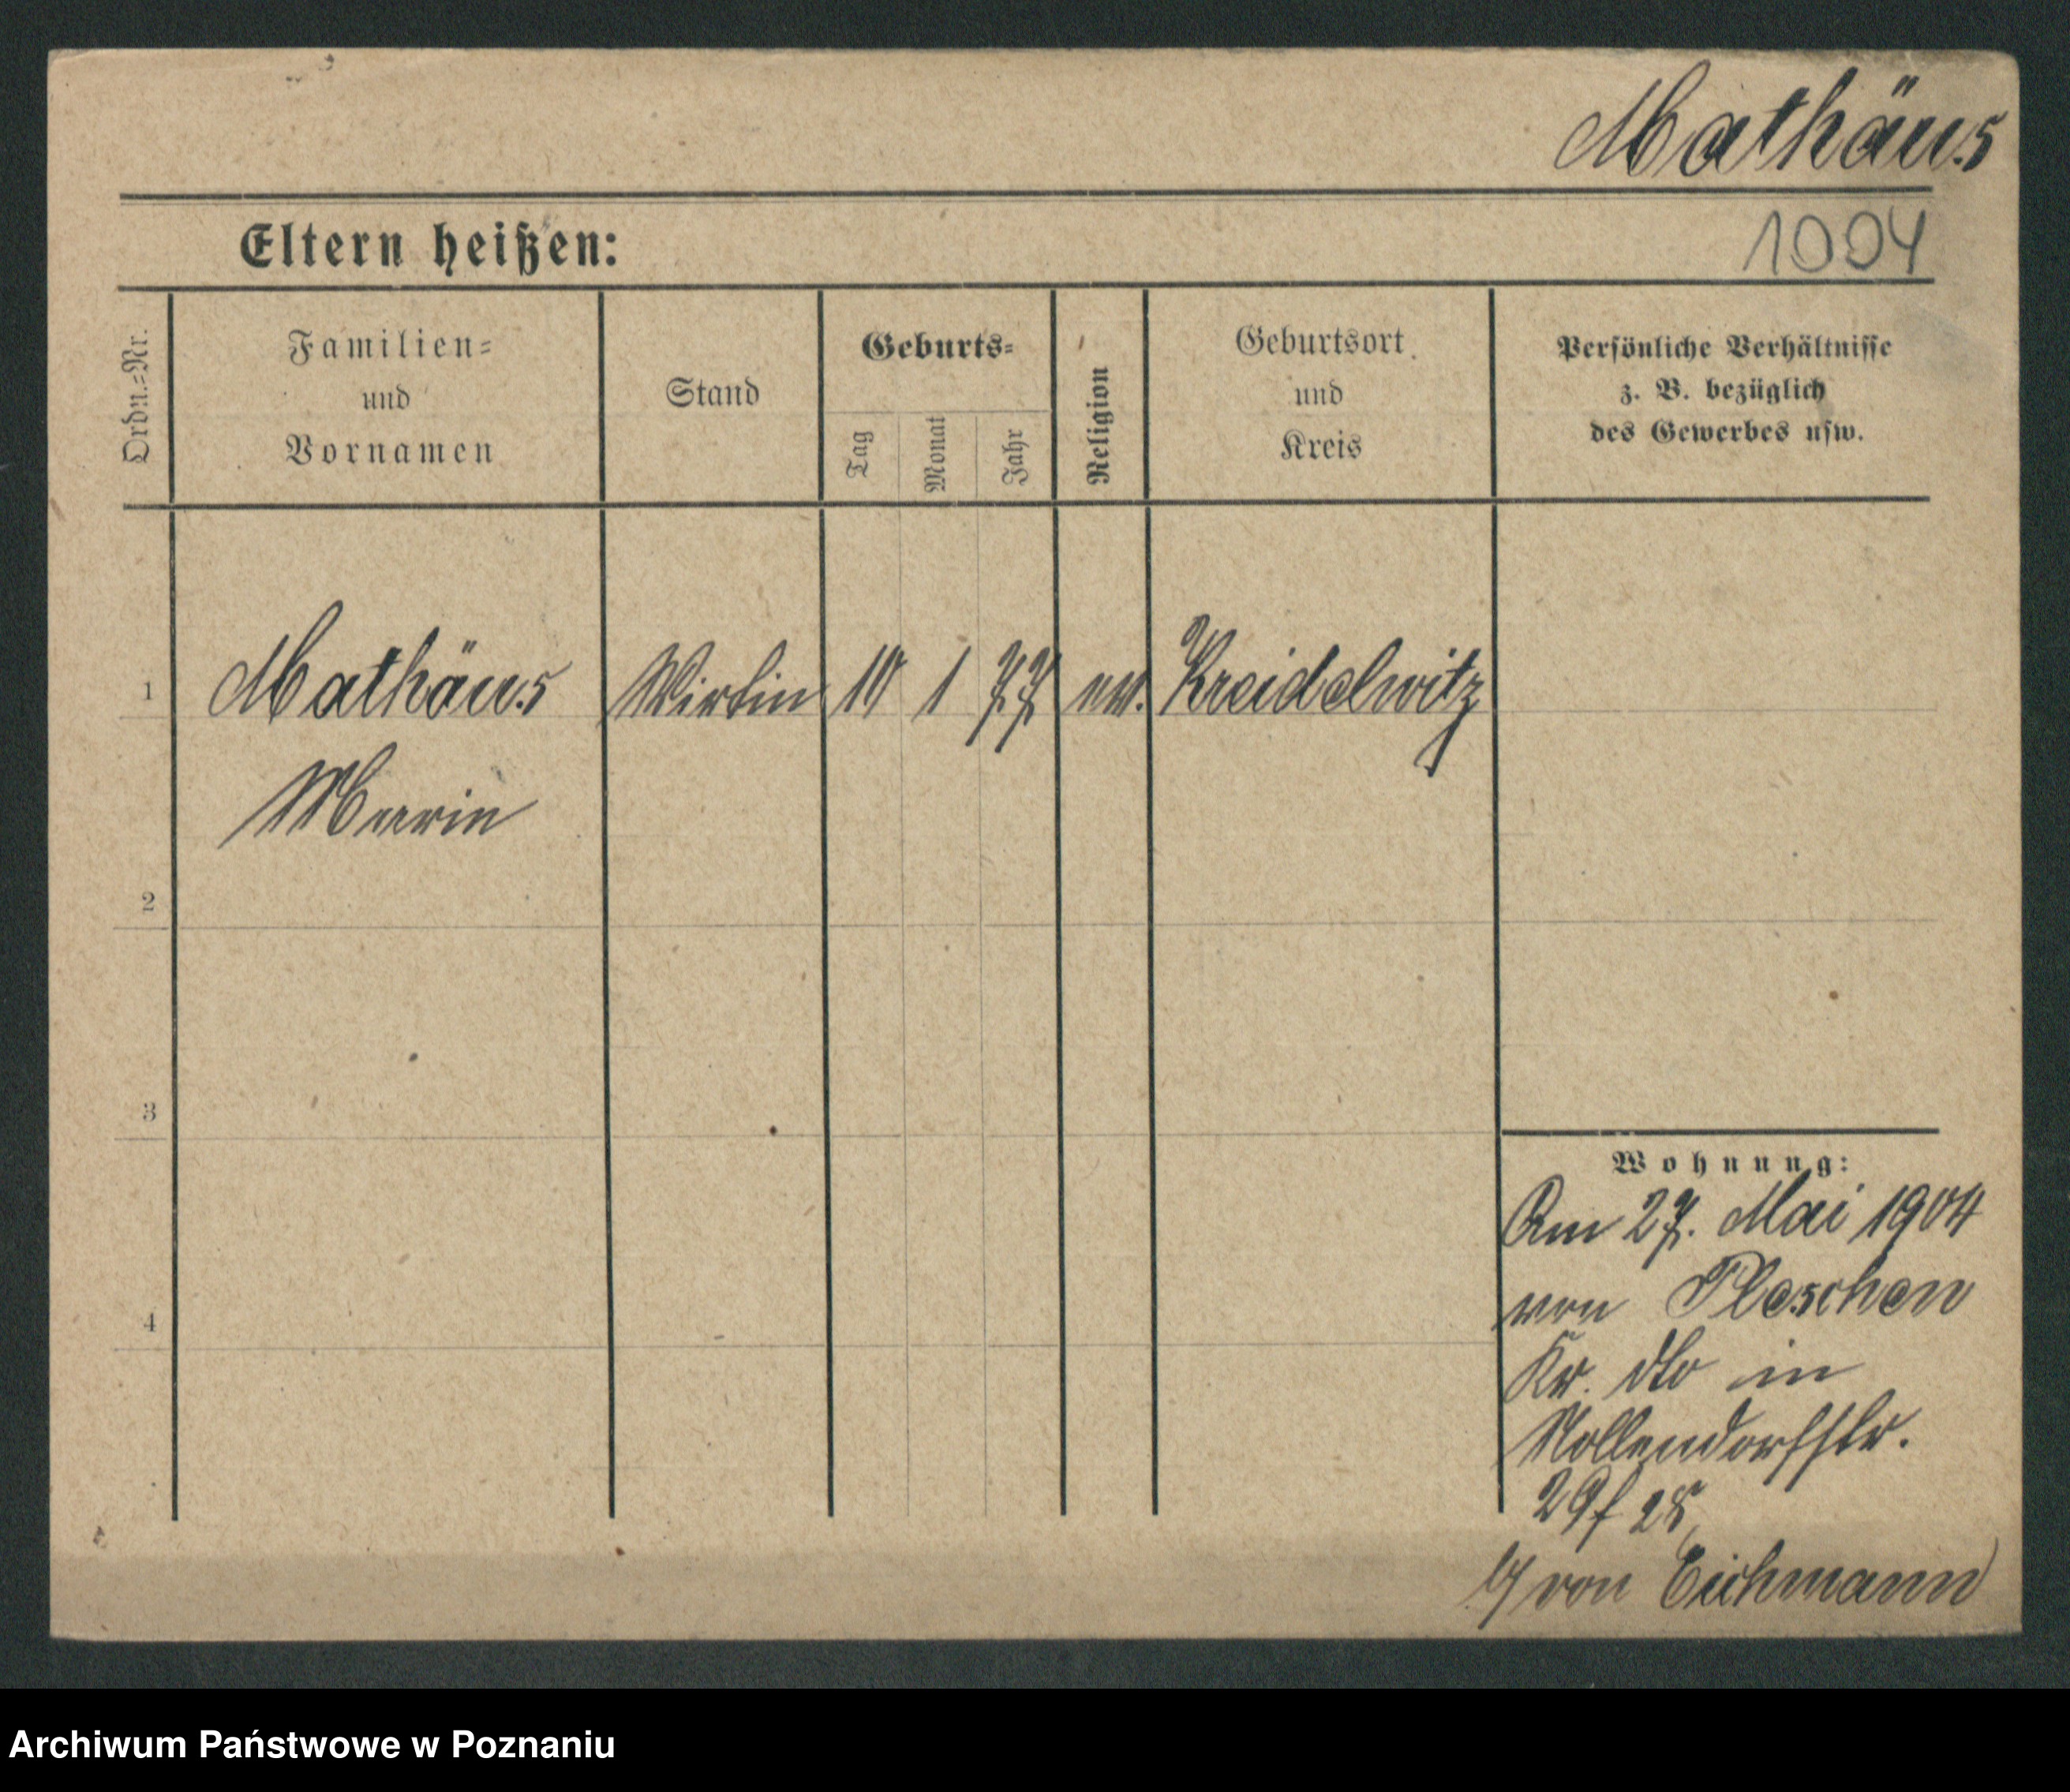 Mathäus
Eltern heißen:
1004
Ordn.=Nr.
Familien=
und
Vornamen
Stand
Geburts=
Tag
Monat
Jahr
Religion
Geburtsort
und
Kreis
Persönliche Verhältnisse
z. B. bezüglich
des Gewerbes usw.
1 Mathäus Wirtin 10 1 77 ev. Kreidelwitz
Marie
2
3
4
Wohnung:
Am 27. Mai 1904
von Pleschen
Kr. dto in
Nollendorfstr.
29
von Eichmann
Archiwum Państwowe w Poznaniu